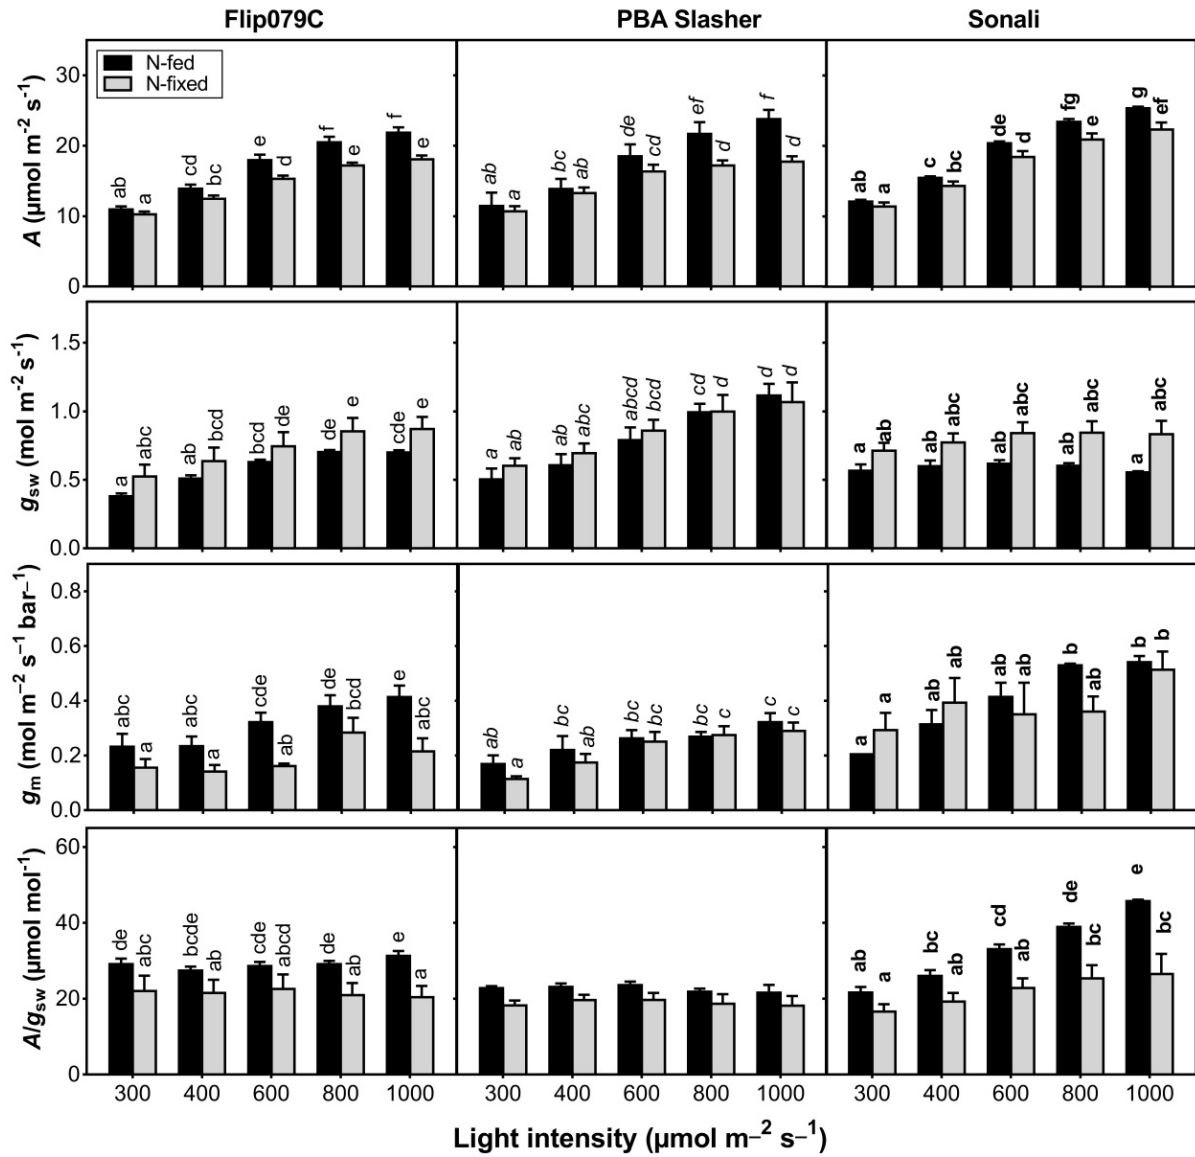 Flip079C PBA Slasher Sonali
N-fed
N-fixed
A (µmol m⁻² s⁻¹)
30
20
10
0
ab a cd bc e d f e f e
ab a bc ab de cd ef d f d
ab a c bc de d fg e g ef
gsw (mol m⁻² s⁻¹)
1.5
1.0
0.5
0.0
a abc ab bcd bcd de de e cde e
a ab ab abc abcd bcd cd d d d
a ab ab abc ab abc ab abc a abc
gm (mol m⁻² s⁻¹ bar⁻¹)
0.8
0.6
0.4
0.2
0.0
abc a abc a cde ab de bcd e abc
ab a bc ab bc bc bc c c c
a a ab ab ab ab b ab b b
A/gsw (µmol mol⁻¹)
60
40
20
0
de abc bcde ab cde abcd de ab e a
ab a bc ab cd ab de bc e bc
300 400 600 800 1000 300 400 600 800 1000 300 400 600 800 1000
Light intensity (µmol m⁻² s⁻¹)